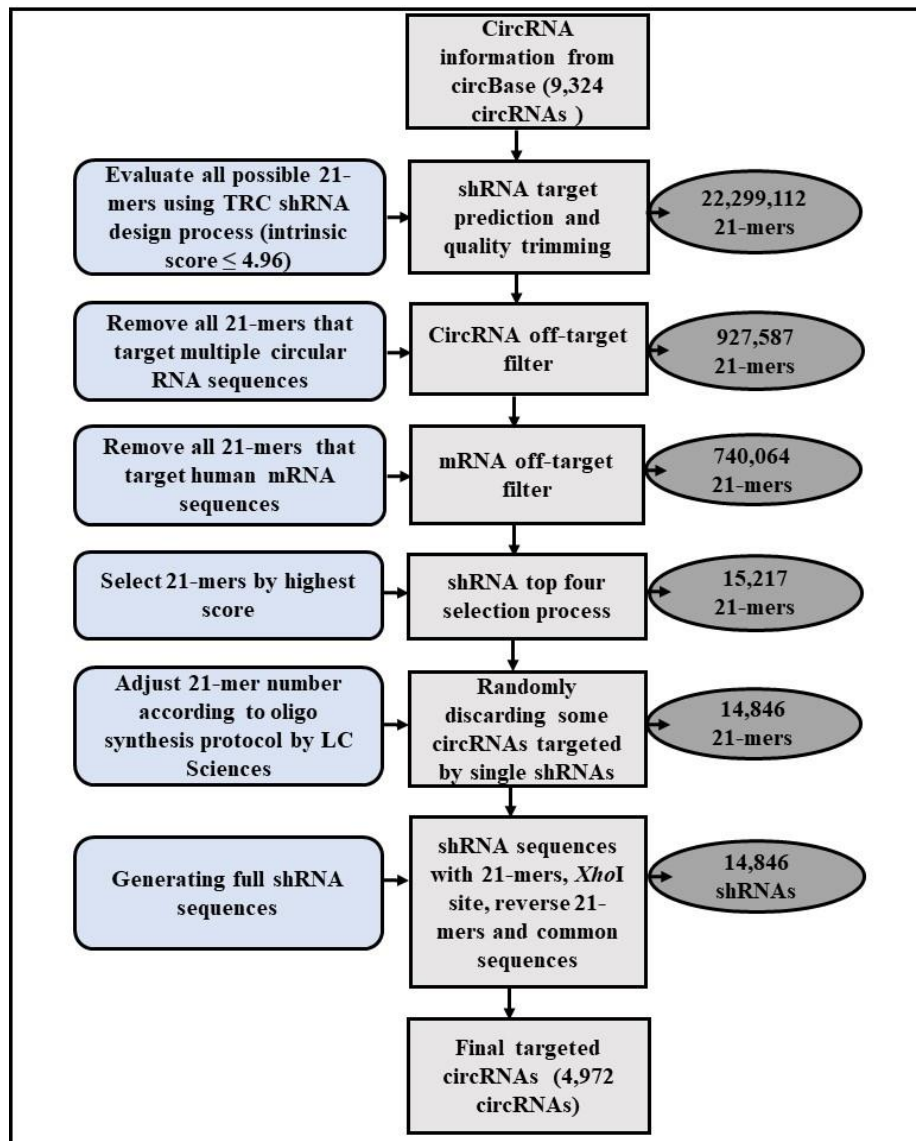 CircRNA
information from
circBase (9,324
circRNAs )
Evaluate all possible 21-
mers using TRC shRNA
design process (intrinsic
score ≤ 4.96)
shRNA target
prediction and
quality trimming
22,299,112
21-mers
Remove all 21-mers that
target multiple circular
RNA sequences
CircRNA off-target
filter
927,587
21-mers
Remove all 21-mers that
target human mRNA
sequences
mRNA off-target
filter
740,064
21-mers
Select 21-mers by highest
score
shRNA top four
selection process
15,217
21-mers
Adjust 21-mer number
according to oligo
synthesis protocol by LC
Sciences
Randomly
discarding some
circRNAs targeted
by single shRNAs
14,846
21-mers
Generating full shRNA
sequences
shRNA sequences
with 21-mers, XhoI
site, reverse 21-
mers and common
sequences
14,846
shRNAs
Final targeted
circRNAs (4,972
circRNAs)